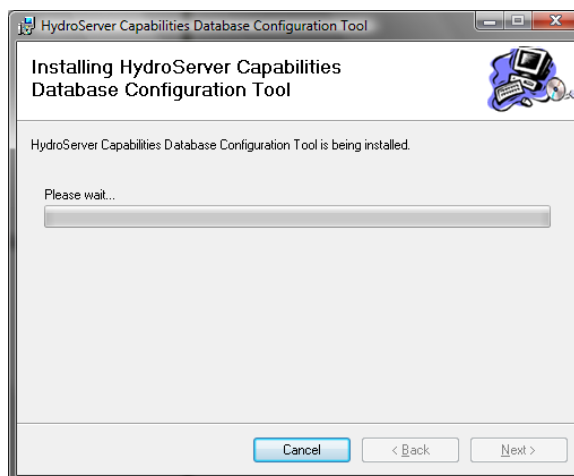 HydroServer Capabilities Database Configuration Tool
Installing HydroServer Capabilities
Database Configuration Tool
HydroServer Capabilities Database Configuration Tool is being installed.
Please wait...
Cancel
< Back
Next >